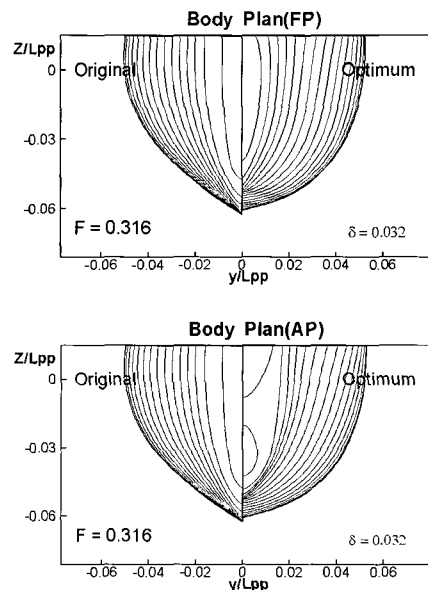 Body Plan(FP)
Z/Lpp
0
-0.03
-0.06
Original
Optimum
F = 0.316
δ = 0.032
-0.06 -0.04 -0.02 0 0.02 0.04 0.06
y/Lpp
Body Plan(AP)
Z/Lpp
0
-0.03
-0.06
Original
Optimum
F = 0.316
δ = 0.032
-0.06 -0.04 -0.02 0 0.02 0.04 0.06
y/Lpp